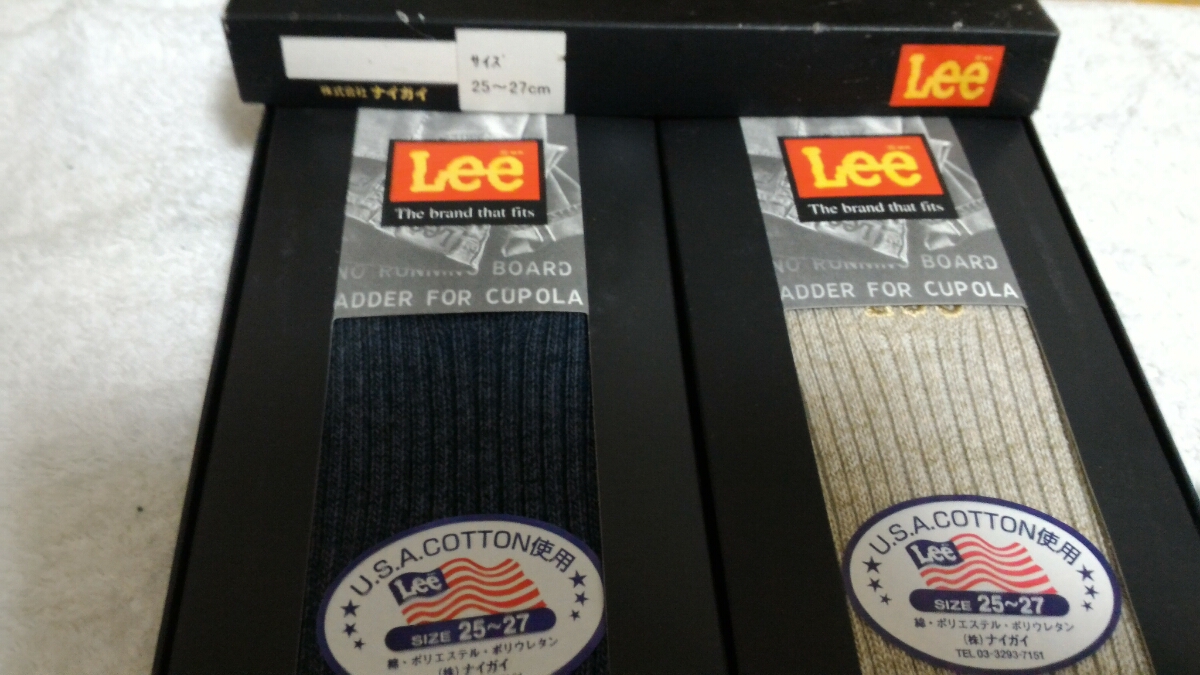 サイズ
25~27cm
株式会社 ナイガイ
Lee
Lee
The brand that fits
NO RUNNING BOARD
ADDER FOR CUPOLA
U.S.A.COTTON使用
Lee
SIZE 25~27
綿・ポリエステル・ポリウレタン
(株)ナイガイ
Lee
The brand that fits
NO RUNNING BOARD
ADDER FOR CUPOLA
U.S.A.COTTON使用
Lee
SIZE 25~27
綿・ポリエステル・ポリウレタン
(株)ナイガイ
TEL 03-3293-7151